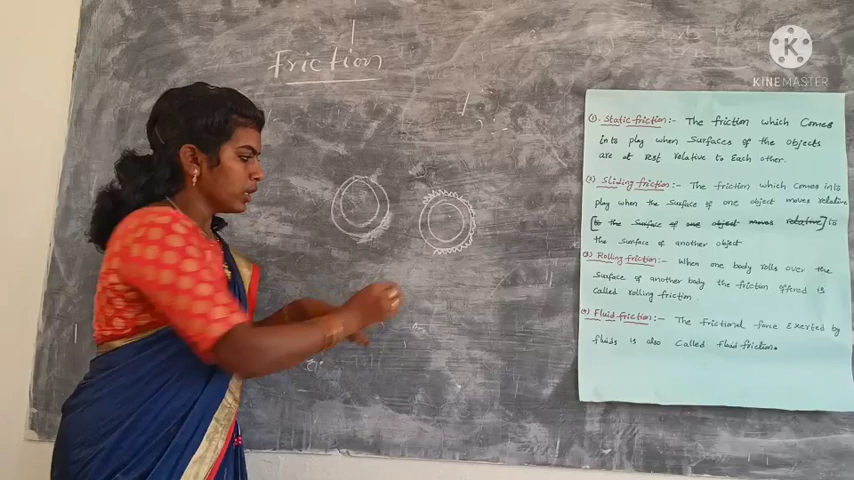 Friction
K
KINEMASTER
(1). Static friction:- The friction which Comes
into play when Surfaces of the objects
are at rest relative to Each other.
(2) Sliding friction:- The friction which comes into
play when the Surface of one object moves relative
[to the Surface of one object moves relative] is
the Surface of another object
(3) Rolling friction:- When one body rolls over the
Surface of another body the friction offered is
called rolling friction.
(4) Fluid friction:- The frictional force Exerted by
fluids is also Called fluid friction.